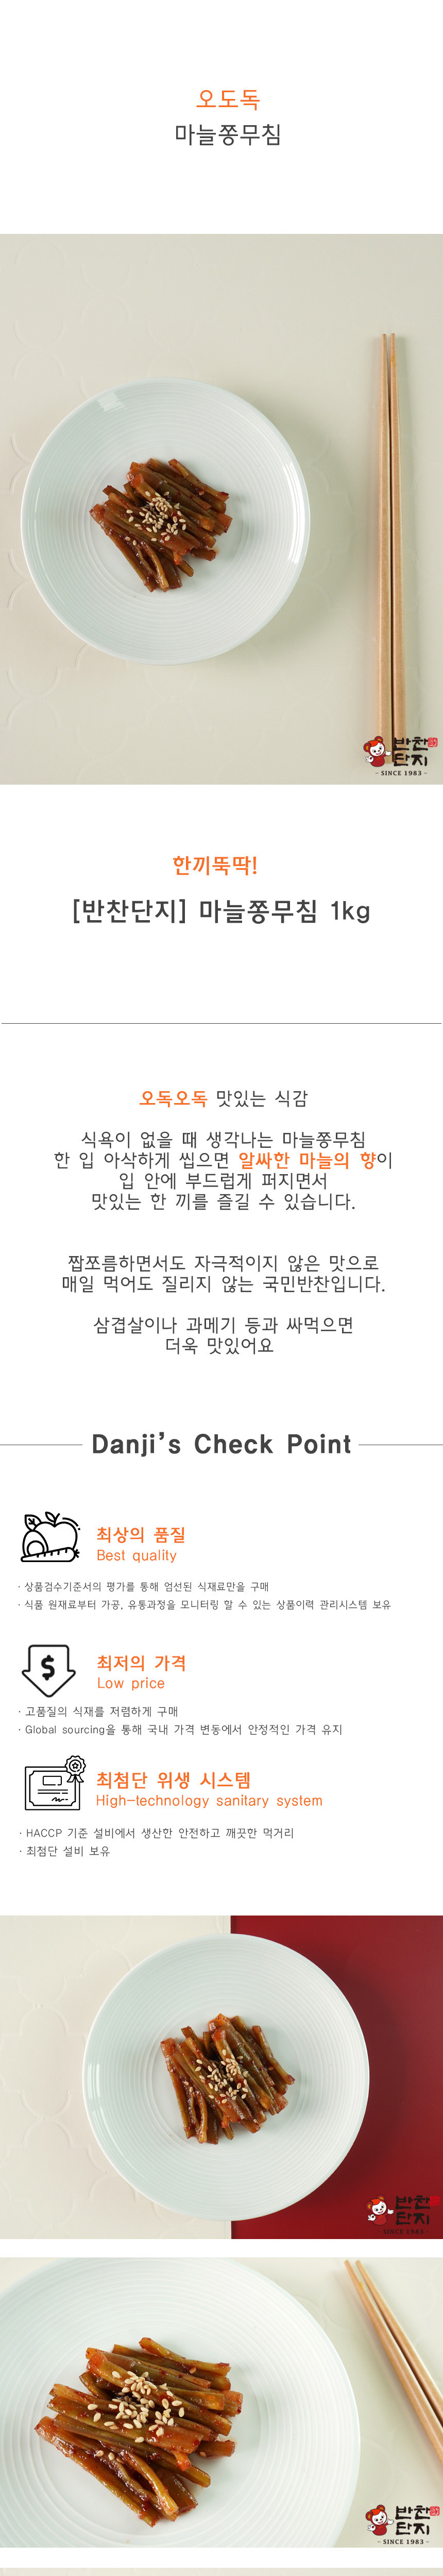 오도독
마늘쫑무침
반찬
단지
- SINCE 1983 -
한끼뚝딱!
[반찬단지] 마늘쫑무침 1kg
오독오독 맛있는 식감
식욕이 없을 때 생각나는 마늘쫑무침
한 입 아삭하게 씹으면 알싸한 마늘의 향이
입 안에 부드럽게 퍼지면서
맛있는 한 끼를 즐길 수 있습니다.
짭쪼름하면서도 자극적이지 않은 맛으로
매일 먹어도 질리지 않는 국민반찬입니다.
삼겹살이나 과메기 등과 싸먹으면
더욱 맛있어요
Danji's Check Point
최상의 품질
Best quality
· 상품검수기준서의 평가를 통해 엄선된 식재료만을 구매
· 식품 원재료부터 가공, 유통과정을 모니터링 할 수 있는 상품이력 관리시스템 보유
$
최저의 가격
Low price
· 고품질의 식재를 저렴하게 구매
· Global sourcing을 통해 국내 가격 변동에서 안정적인 가격 유지
최첨단 위생 시스템
High-technology sanitary system
· HACCP 기준 설비에서 생산한 안전하고 깨끗한 먹거리
· 최첨단 설비 보유
반찬
단지
- SINCE 1983 -
반찬
단지
- SINCE 1983 -